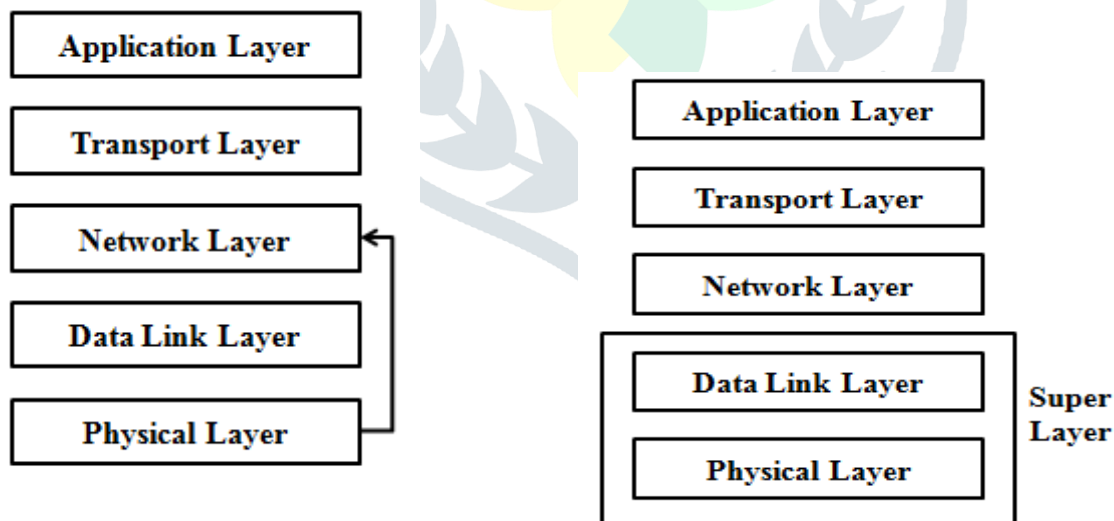 Application Layer
Transport Layer
Network Layer
Data Link Layer
Physical Layer
Application Layer
Transport Layer
Network Layer
Data Link Layer
Physical Layer
Super
Layer